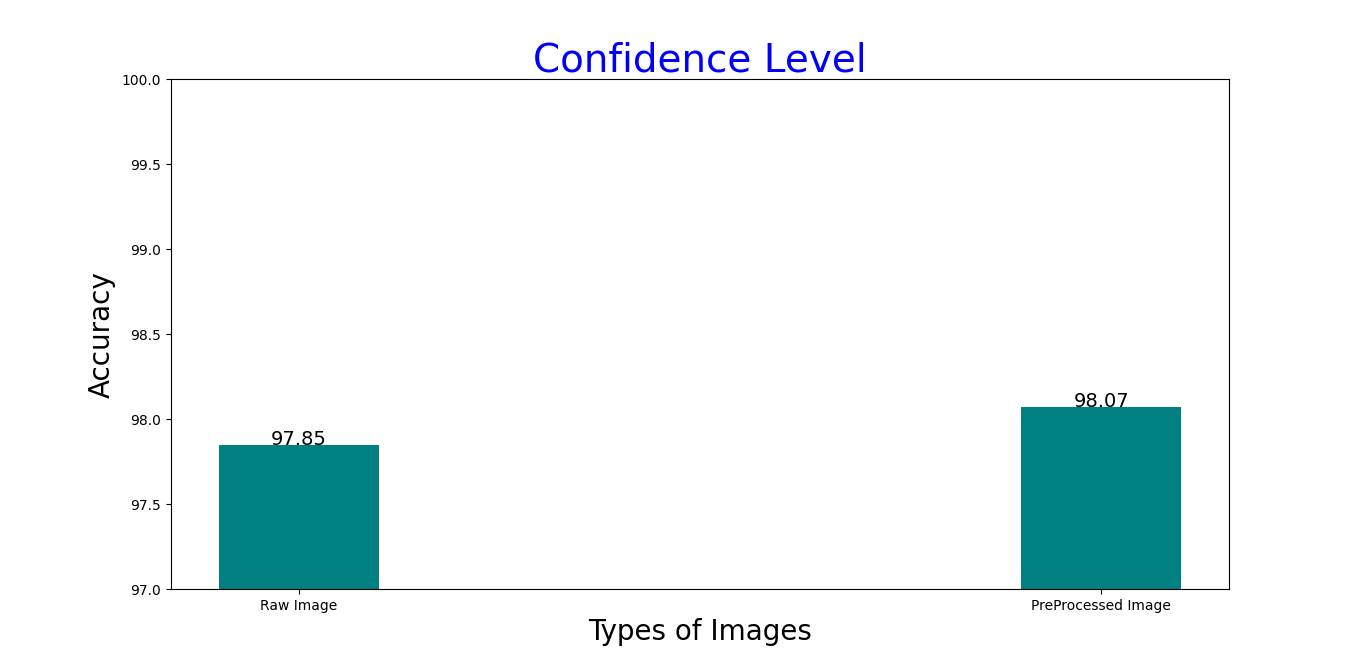 Confidence Level
100.0
99.5
99.0
98.5
98.0
97.5
97.0
Accuracy
97.85
98.07
Raw Image
PreProcessed Image
Types of Images